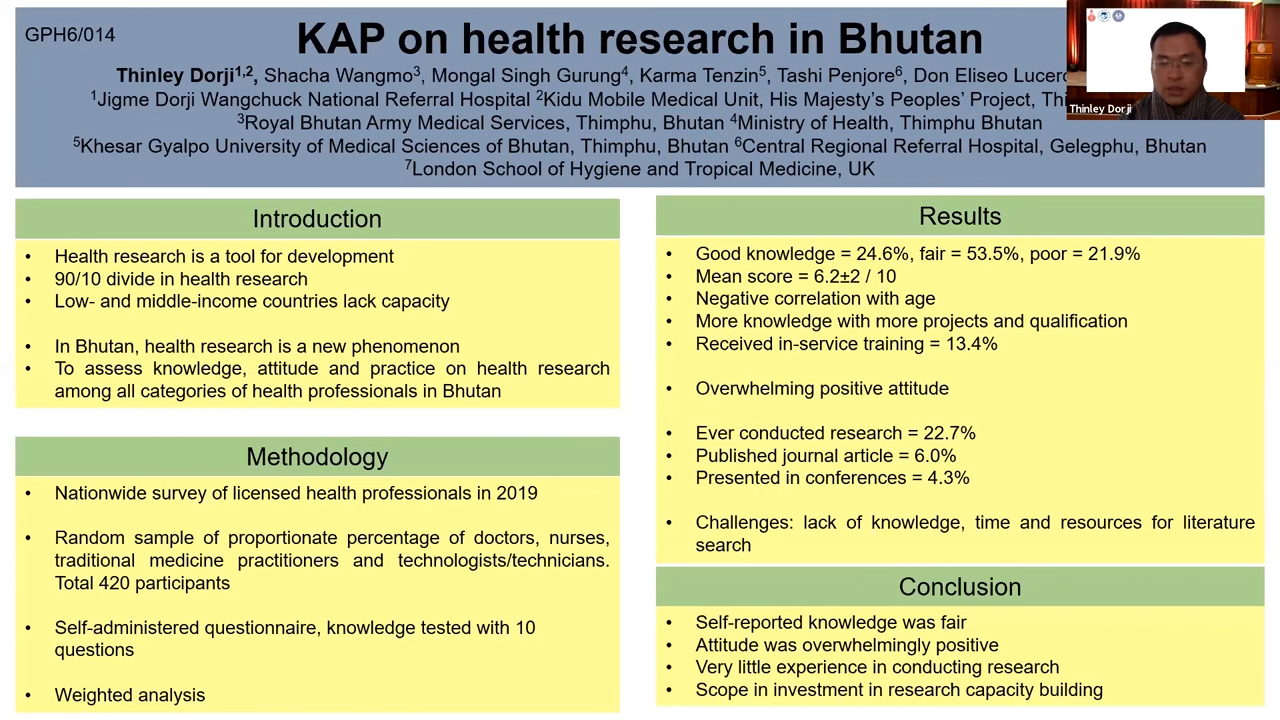 GPH6/014
KAP on health research in Bhutan
Thinley Dorji1,2, Shacha Wangmo3, Mongal Singh Gurung4, Karma Tenzin5, Tashi Penjore6, Don Eliseo
1Jigme Dorji Wangchuck National Referral Hospital 2Kidu Mobile Medical Unit, His Majesty's Peoples' Project,
Thinley Dorji
3Royal Bhutan Army Medical Services, Thimphu, Bhutan 4Ministry of Health, Thimphu Bhutan
5Khesar Gyalpo University of Medical Sciences of Bhutan, Thimphu, Bhutan 6Central Regional Referral Hospital, Gelegphu, Bhutan
7London School of Hygiene and Tropical Medicine, UK
Introduction
• Health research is a tool for development
• 90/10 divide in health research
• Low- and middle-income countries lack capacity
• In Bhutan, health research is a new phenomenon
• To assess knowledge, attitude and practice on health research
among all categories of health professionals in Bhutan
Methodology
• Nationwide survey of licensed health professionals in 2019
• Random sample of proportionate percentage of doctors, nurses,
traditional medicine practitioners and technologists/technicians.
Total 420 participants
• Self-administered questionnaire, knowledge tested with 10
questions
• Weighted analysis
Results
• Good knowledge = 24.6%, fair = 53.5%, poor = 21.9%
• Mean score = 6.2±2 / 10
• Negative correlation with age
• More knowledge with more projects and qualification
• Received in-service training = 13.4%
• Overwhelming positive attitude
• Ever conducted research = 22.7%
• Published journal article = 6.0%
• Presented in conferences = 4.3%
• Challenges: lack of knowledge, time and resources for literature
search
Conclusion
• Self-reported knowledge was fair
• Attitude was overwhelmingly positive
• Very little experience in conducting research
• Scope in investment in research capacity building